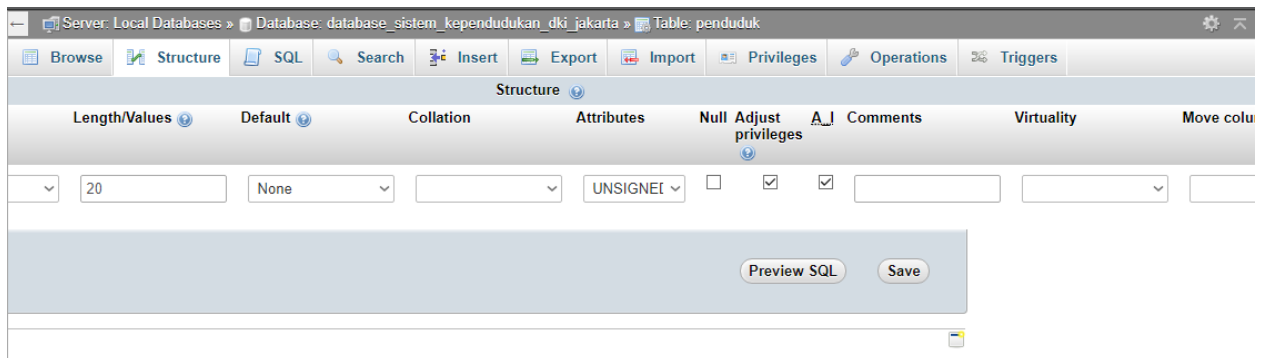 Server: Local Databases » Database: database_sistem_kependudukan_dki_jakarta » Table: penduduk
Browse Structure SQL Search Insert Export Import Privileges Operations Triggers
Structure
Length/Values Default Collation Attributes Null Adjust privileges A_I Comments Virtuality Move colu
20 None UNSIGNE
Preview SQL Save